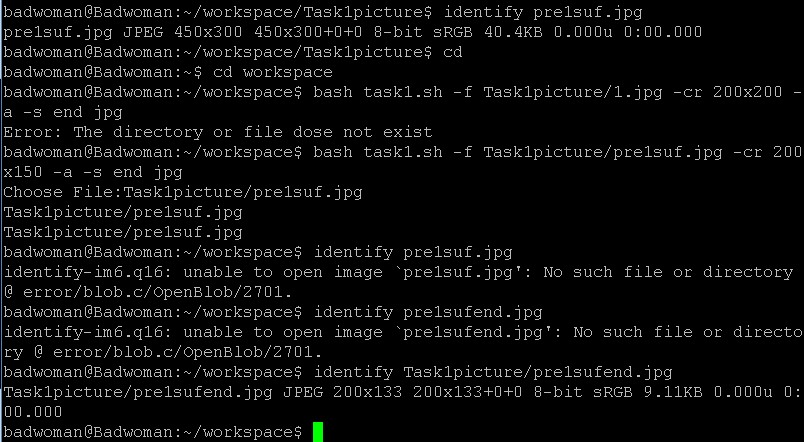 badwoman@Badwoman:~/workspace/Task1picture$ identify pre1suf.jpg
pre1suf.jpg JPEG 450x300 450x300+0+0 8-bit sRGB 40.4KB 0.000u 0:00.000
badwoman@Badwoman:~/workspace/Task1picture$ cd
badwoman@Badwoman:~$ cd workspace
badwoman@Badwoman:~/workspace$ bash task1.sh -f Task1picture/1.jpg -cr 200x200 -
a -s end jpg
Error: The directory or file dose not exist
badwoman@Badwoman:~/workspace$ bash task1.sh -f Task1picture/pre1suf.jpg -cr 200
x150 -a -s end jpg
Choose File:Task1picture/pre1suf.jpg
Task1picture/pre1suf.jpg
Task1picture/pre1suf.jpg
badwoman@Badwoman:~/workspace$ identify pre1suf.jpg
identify-im6.q16: unable to open image `pre1suf.jpg': No such file or directory
@ error/blob.c/OpenBlob/2701.
badwoman@Badwoman:~/workspace$ identify pre1sufend.jpg
identify-im6.q16: unable to open image `pre1sufend.jpg': No such file or directo
ry @ error/blob.c/OpenBlob/2701.
badwoman@Badwoman:~/workspace$ identify Task1picture/pre1sufend.jpg
Task1picture/pre1sufend.jpg JPEG 200x133 200x133+0+0 8-bit sRGB 9.11KB 0.000u 0:
00.000
badwoman@Badwoman:~/workspace$